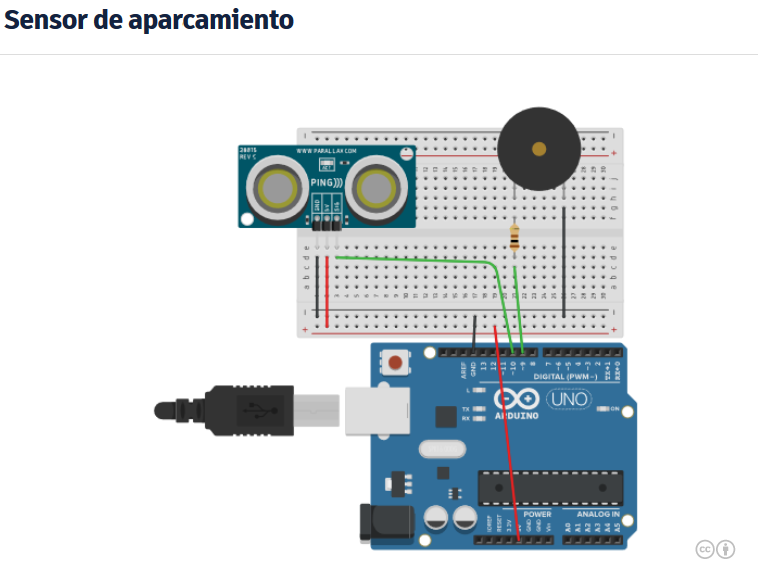 Sensor de aparcamiento
28015
REV C
WWW.PARALLAX.COM
PING)))
GND
5V
SIG
a b c d e
f g h i j
AREF
GND
13
12
11
~10
~9
8
7
~6
~5
4
~3
2
TX→1
RX←0
DIGITAL (PWM~)
L
TX
RX
ARDUINO
UNO
ON
IOREF
RESET
3.3V
GND
GND
Vin
POWER
ANALOG IN
A0
A1
A2
A3
A4
A5
cc